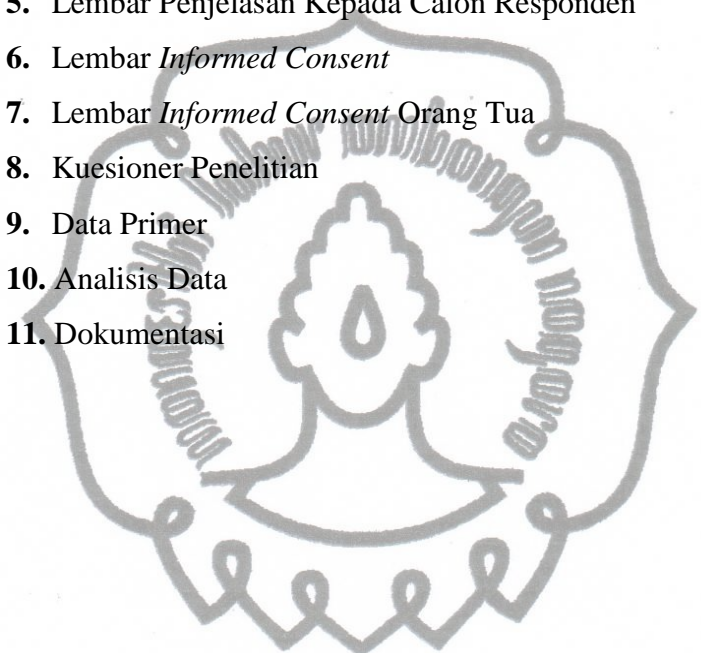 5. Lembar Penjelasan Kepada Calon Responden
6. Lembar Informed Consent
7. Lembar Informed Consent Orang Tua
8. Kuesioner Penelitian
9. Data Primer
10. Analisis Data
11. Dokumentasi